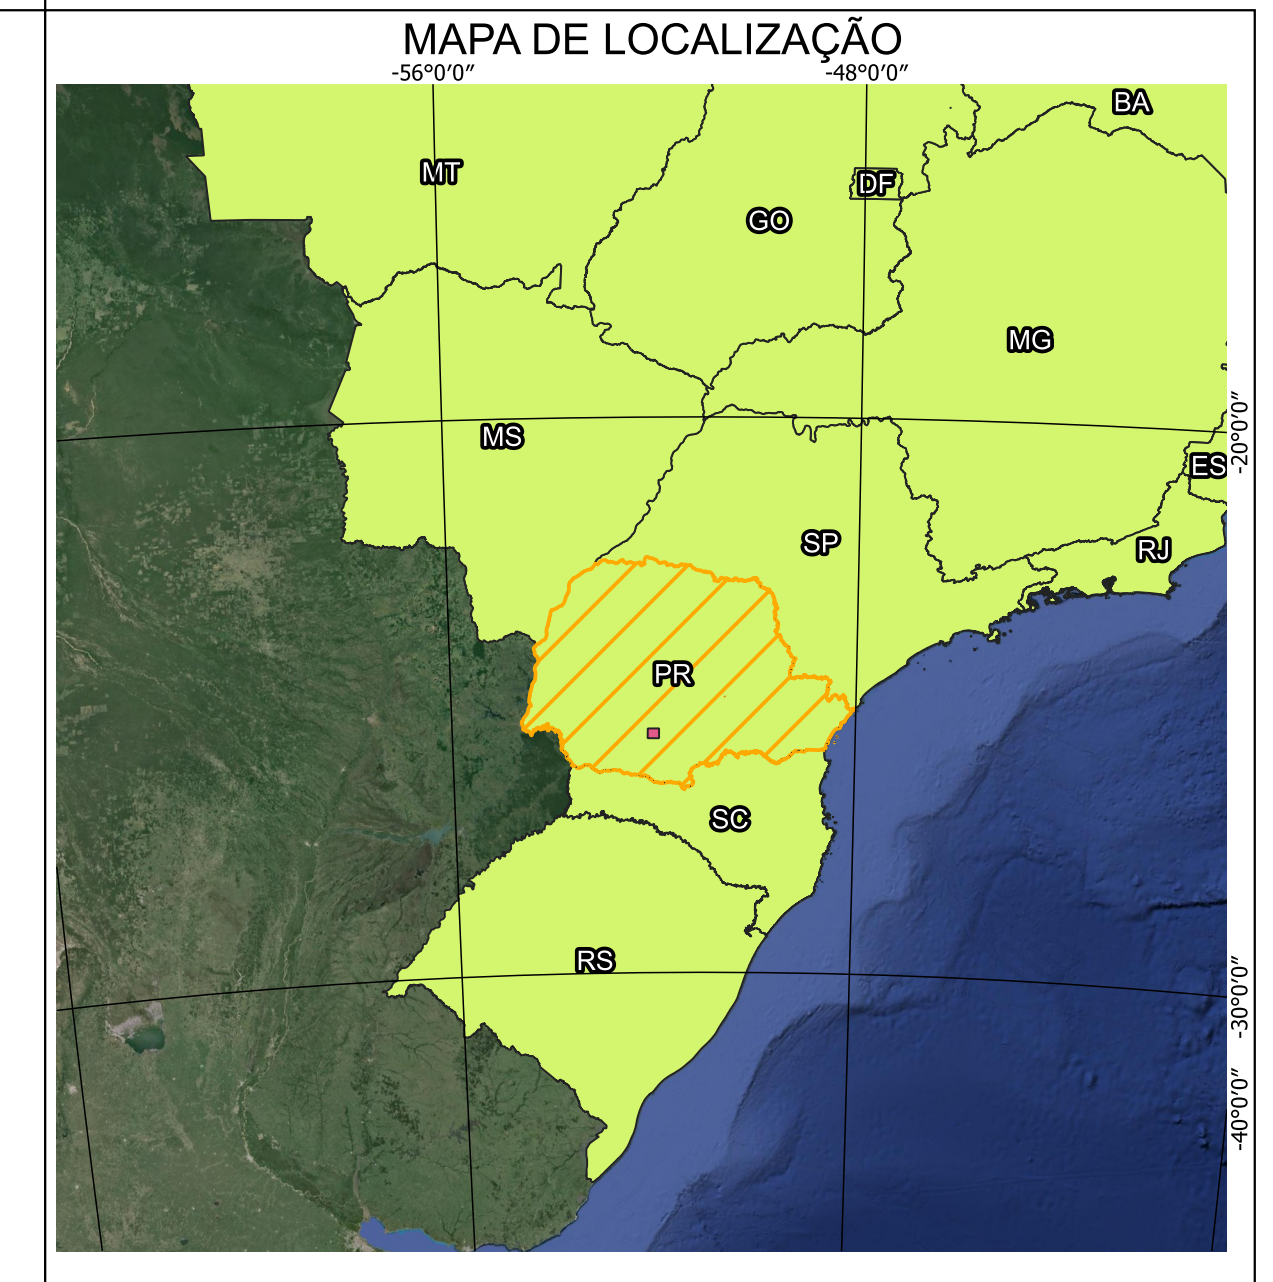 MAPA DE LOCALIZAÇÃO
-56°0′0″ -48°0′0″
BA
MT
DF
GO
MG
-20°0′0″
MS
ES
SP
RJ
PR
SC
RS
-30°0′0″
-40°0′0″